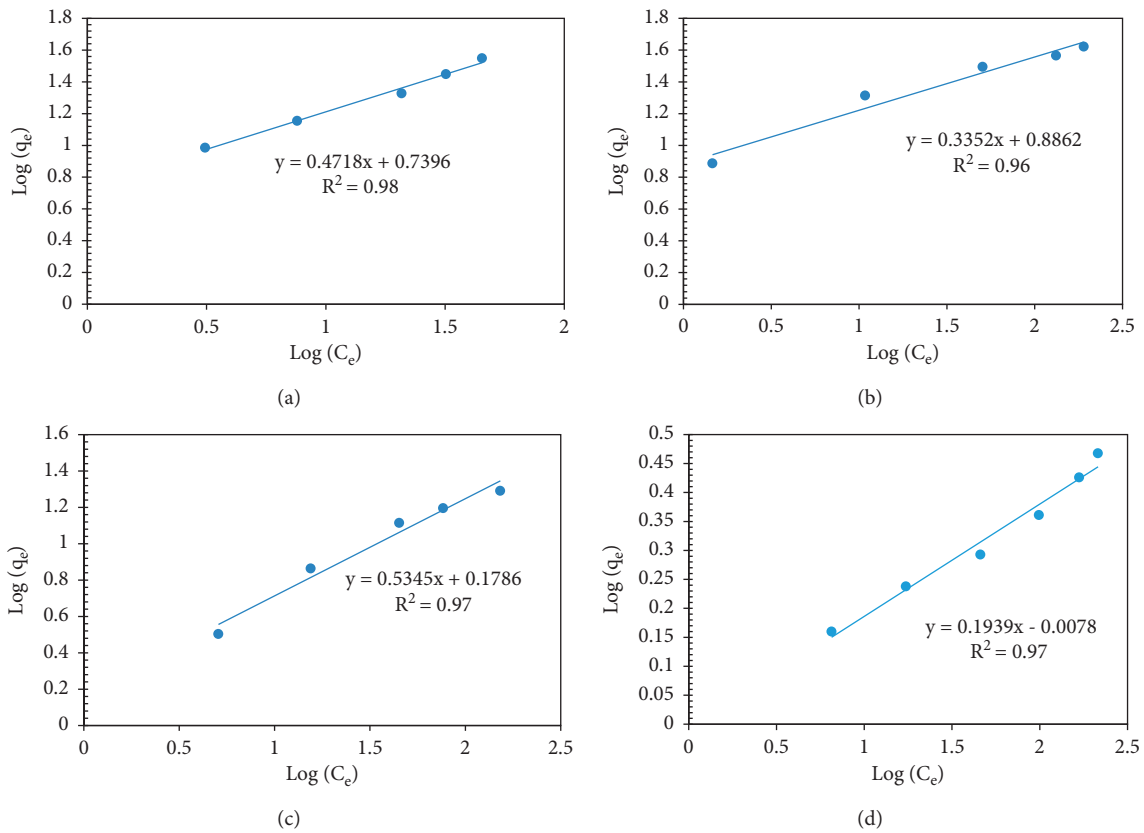 1.8
1.6
1.4
1.2
1
0.8
0.6
0.4
0.2
0
Log (qe)
y = 0.4718x + 0.7396
R2 = 0.98
0 0.5 1 1.5 2
Log (Ce)
(a)
1.8
1.6
1.4
1.2
1
0.8
0.6
0.4
0.2
0
Log (qe)
y = 0.3352x + 0.8862
R2 = 0.96
0 0.5 1 1.5 2 2.5
Log (Ce)
(b)
1.6
1.4
1.2
1
0.8
0.6
0.4
0.2
0
Log (qe)
y = 0.5345x + 0.1786
R2 = 0.97
0 0.5 1 1.5 2 2.5
Log (Ce)
(c)
0.5
0.45
0.4
0.35
0.3
0.25
0.2
0.15
0.1
0.05
0
Log (qe)
y = 0.1939x - 0.0078
R2 = 0.97
0 0.5 1 1.5 2 2.5
Log (Ce)
(d)